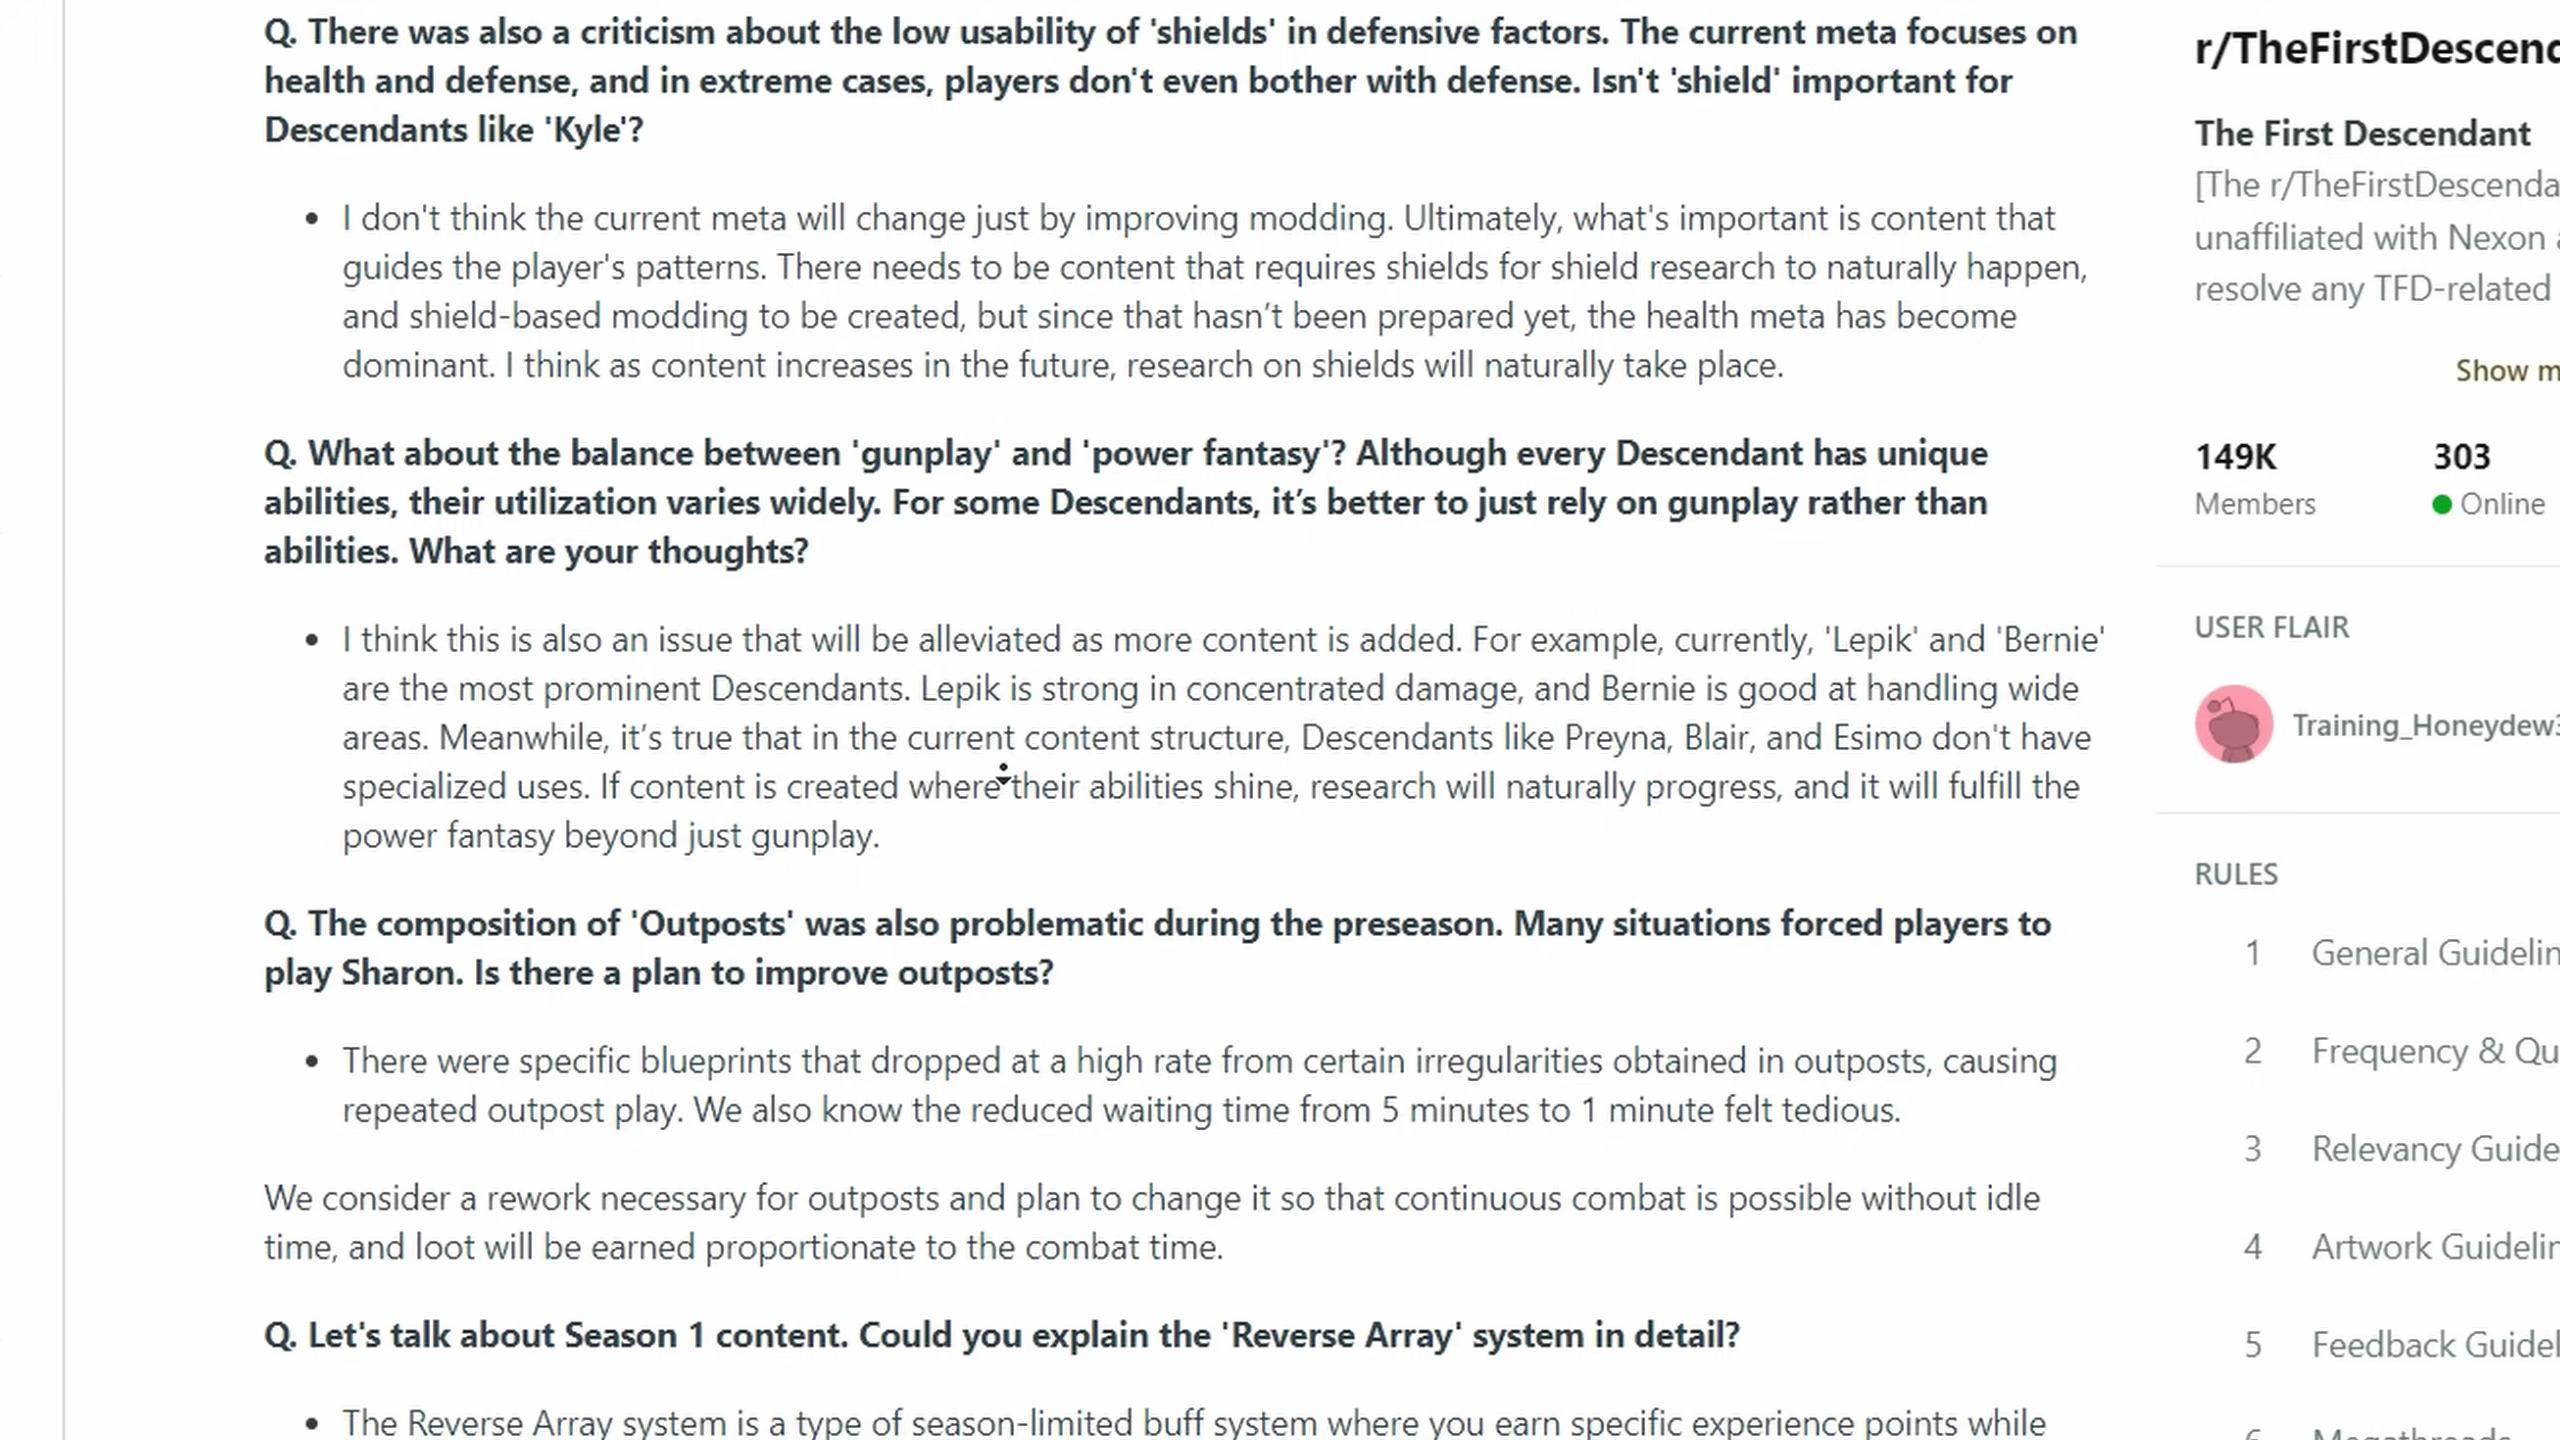 Q. There was also a criticism about the low usability of 'shields' in defensive factors. The current meta focuses on
health and defense, and in extreme cases, players don't even bother with defense. Isn't 'shield' important for
Descendants like 'Kyle'?
• I don't think the current meta will change just by improving modding. Ultimately, what's important is content that
guides the player's patterns. There needs to be content that requires shields for shield research to naturally happen,
and shield-based modding to be created, but since that hasn’t been prepared yet, the health meta has become
dominant. I think as content increases in the future, research on shields will naturally take place.
Q. What about the balance between 'gunplay' and 'power fantasy'? Although every Descendant has unique
abilities, their utilization varies widely. For some Descendants, it’s better to just rely on gunplay rather than
abilities. What are your thoughts?
• I think this is also an issue that will be alleviated as more content is added. For example, currently, 'Lepik' and 'Bernie'
are the most prominent Descendants. Lepik is strong in concentrated damage, and Bernie is good at handling wide
areas. Meanwhile, it’s true that in the current content structure, Descendants like Preyna, Blair, and Esimo don't have
specialized uses. If content is created where their abilities shine, research will naturally progress, and it will fulfill the
power fantasy beyond just gunplay.
Q. The composition of 'Outposts' was also problematic during the preseason. Many situations forced players to
play Sharon. Is there a plan to improve outposts?
• There were specific blueprints that dropped at a high rate from certain irregularities obtained in outposts, causing
repeated outpost play. We also know the reduced waiting time from 5 minutes to 1 minute felt tedious.
We consider a rework necessary for outposts and plan to change it so that continuous combat is possible without idle
time, and loot will be earned proportionate to the combat time.
Q. Let's talk about Season 1 content. Could you explain the 'Reverse Array' system in detail?
• The Reverse Array system is a type of season-limited buff system where you earn specific experience points while
r/TheFirstDescend
The First Descendant
[The r/TheFirstDescenda
unaffiliated with Nexon a
resolve any TFD-related
Show m
149K
303
Members
Online
USER FLAIR
Training_Honeydew3
RULES
1 General Guidelin
2 Frequency & Qu
3 Relevancy Guide
4 Artwork Guidelin
5 Feedback Guidel